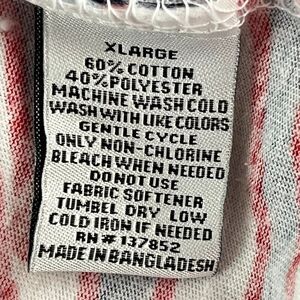 XLARGE
60% COTTON
40% POLYESTER
MACHINE WASH COLD
WASH WITH LIKE COLORS
GENTLE CYCLE
ONLY NON-CHLORINE
BLEACH WHEN NEEDED
DO NOT USE
FABRIC SOFTENER
TUMBEL DRY LOW
COLD IRON IF NEEDED
RN# 137852
MADE IN BANGLADESH